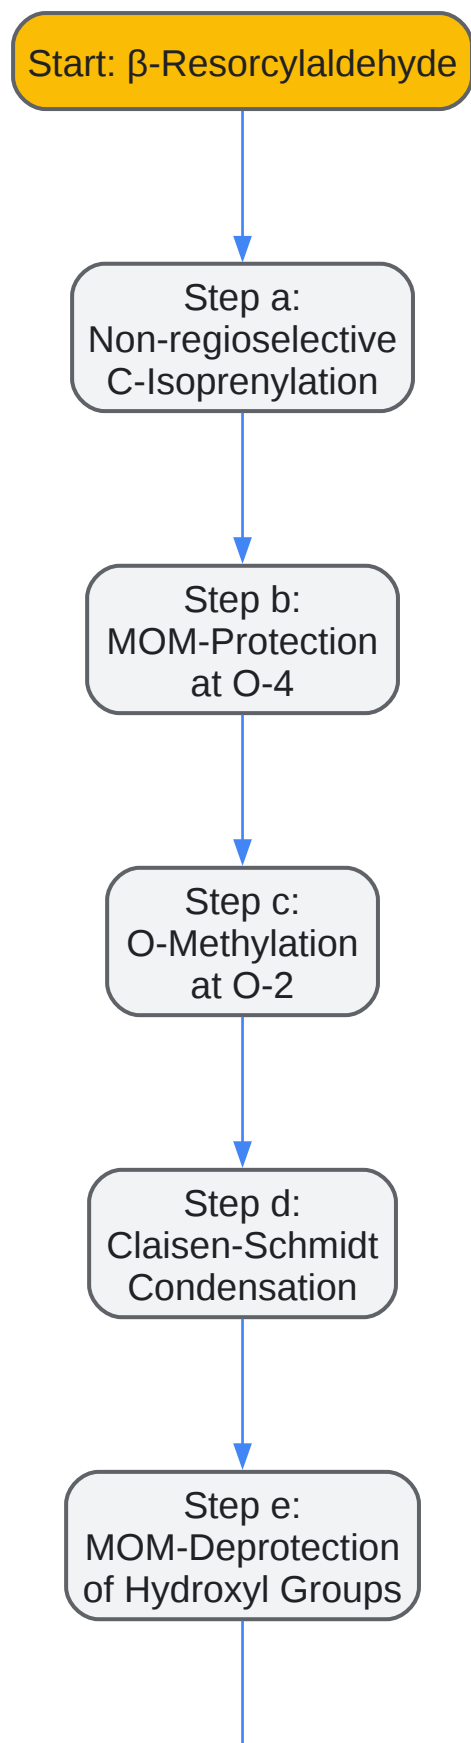 Start: β-Resorcylaldehyde
Step a:
Non-regioselective
C-Isoprenylation
Step b:
MOM-Protection
at O-4
Step c:
O-Methylation
at O-2
Step d:
Claisen-Schmidt
Condensation
Step e:
MOM-Deprotection
of Hydroxyl Groups